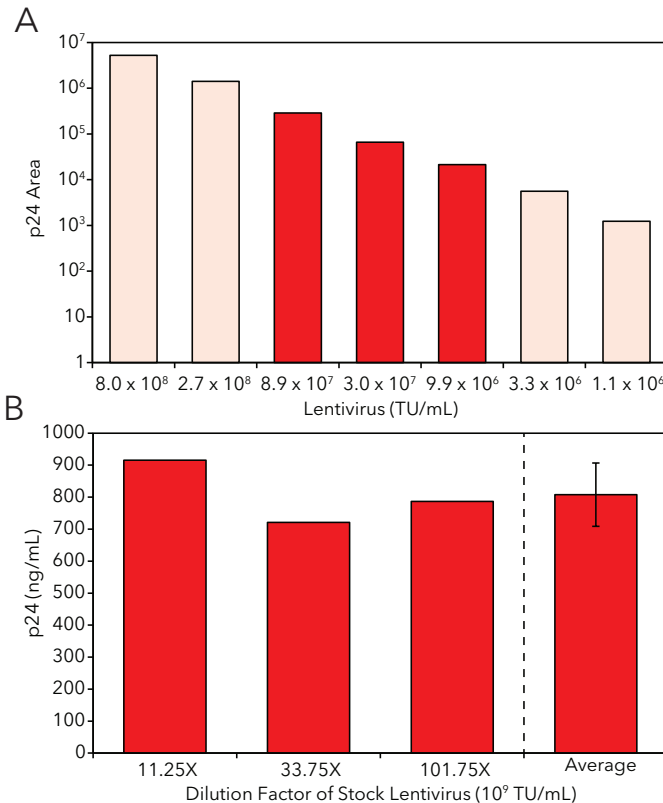 A
10⁷
10⁶
10⁵
10⁴
10³
10²
10
1
p24 Area
8.0 x 10⁸ 2.7 x 10⁸ 8.9 x 10⁷ 3.0 x 10⁷ 9.9 x 10⁶ 3.3 x 10⁶ 1.1 x 10⁶
Lentivirus (TU/mL)
B
1000
900
800
700
600
500
400
300
200
100
0
p24 (ng/mL)
11.25X 33.75X 101.75X Average
Dilution Factor of Stock Lentivirus (10⁹ TU/mL)